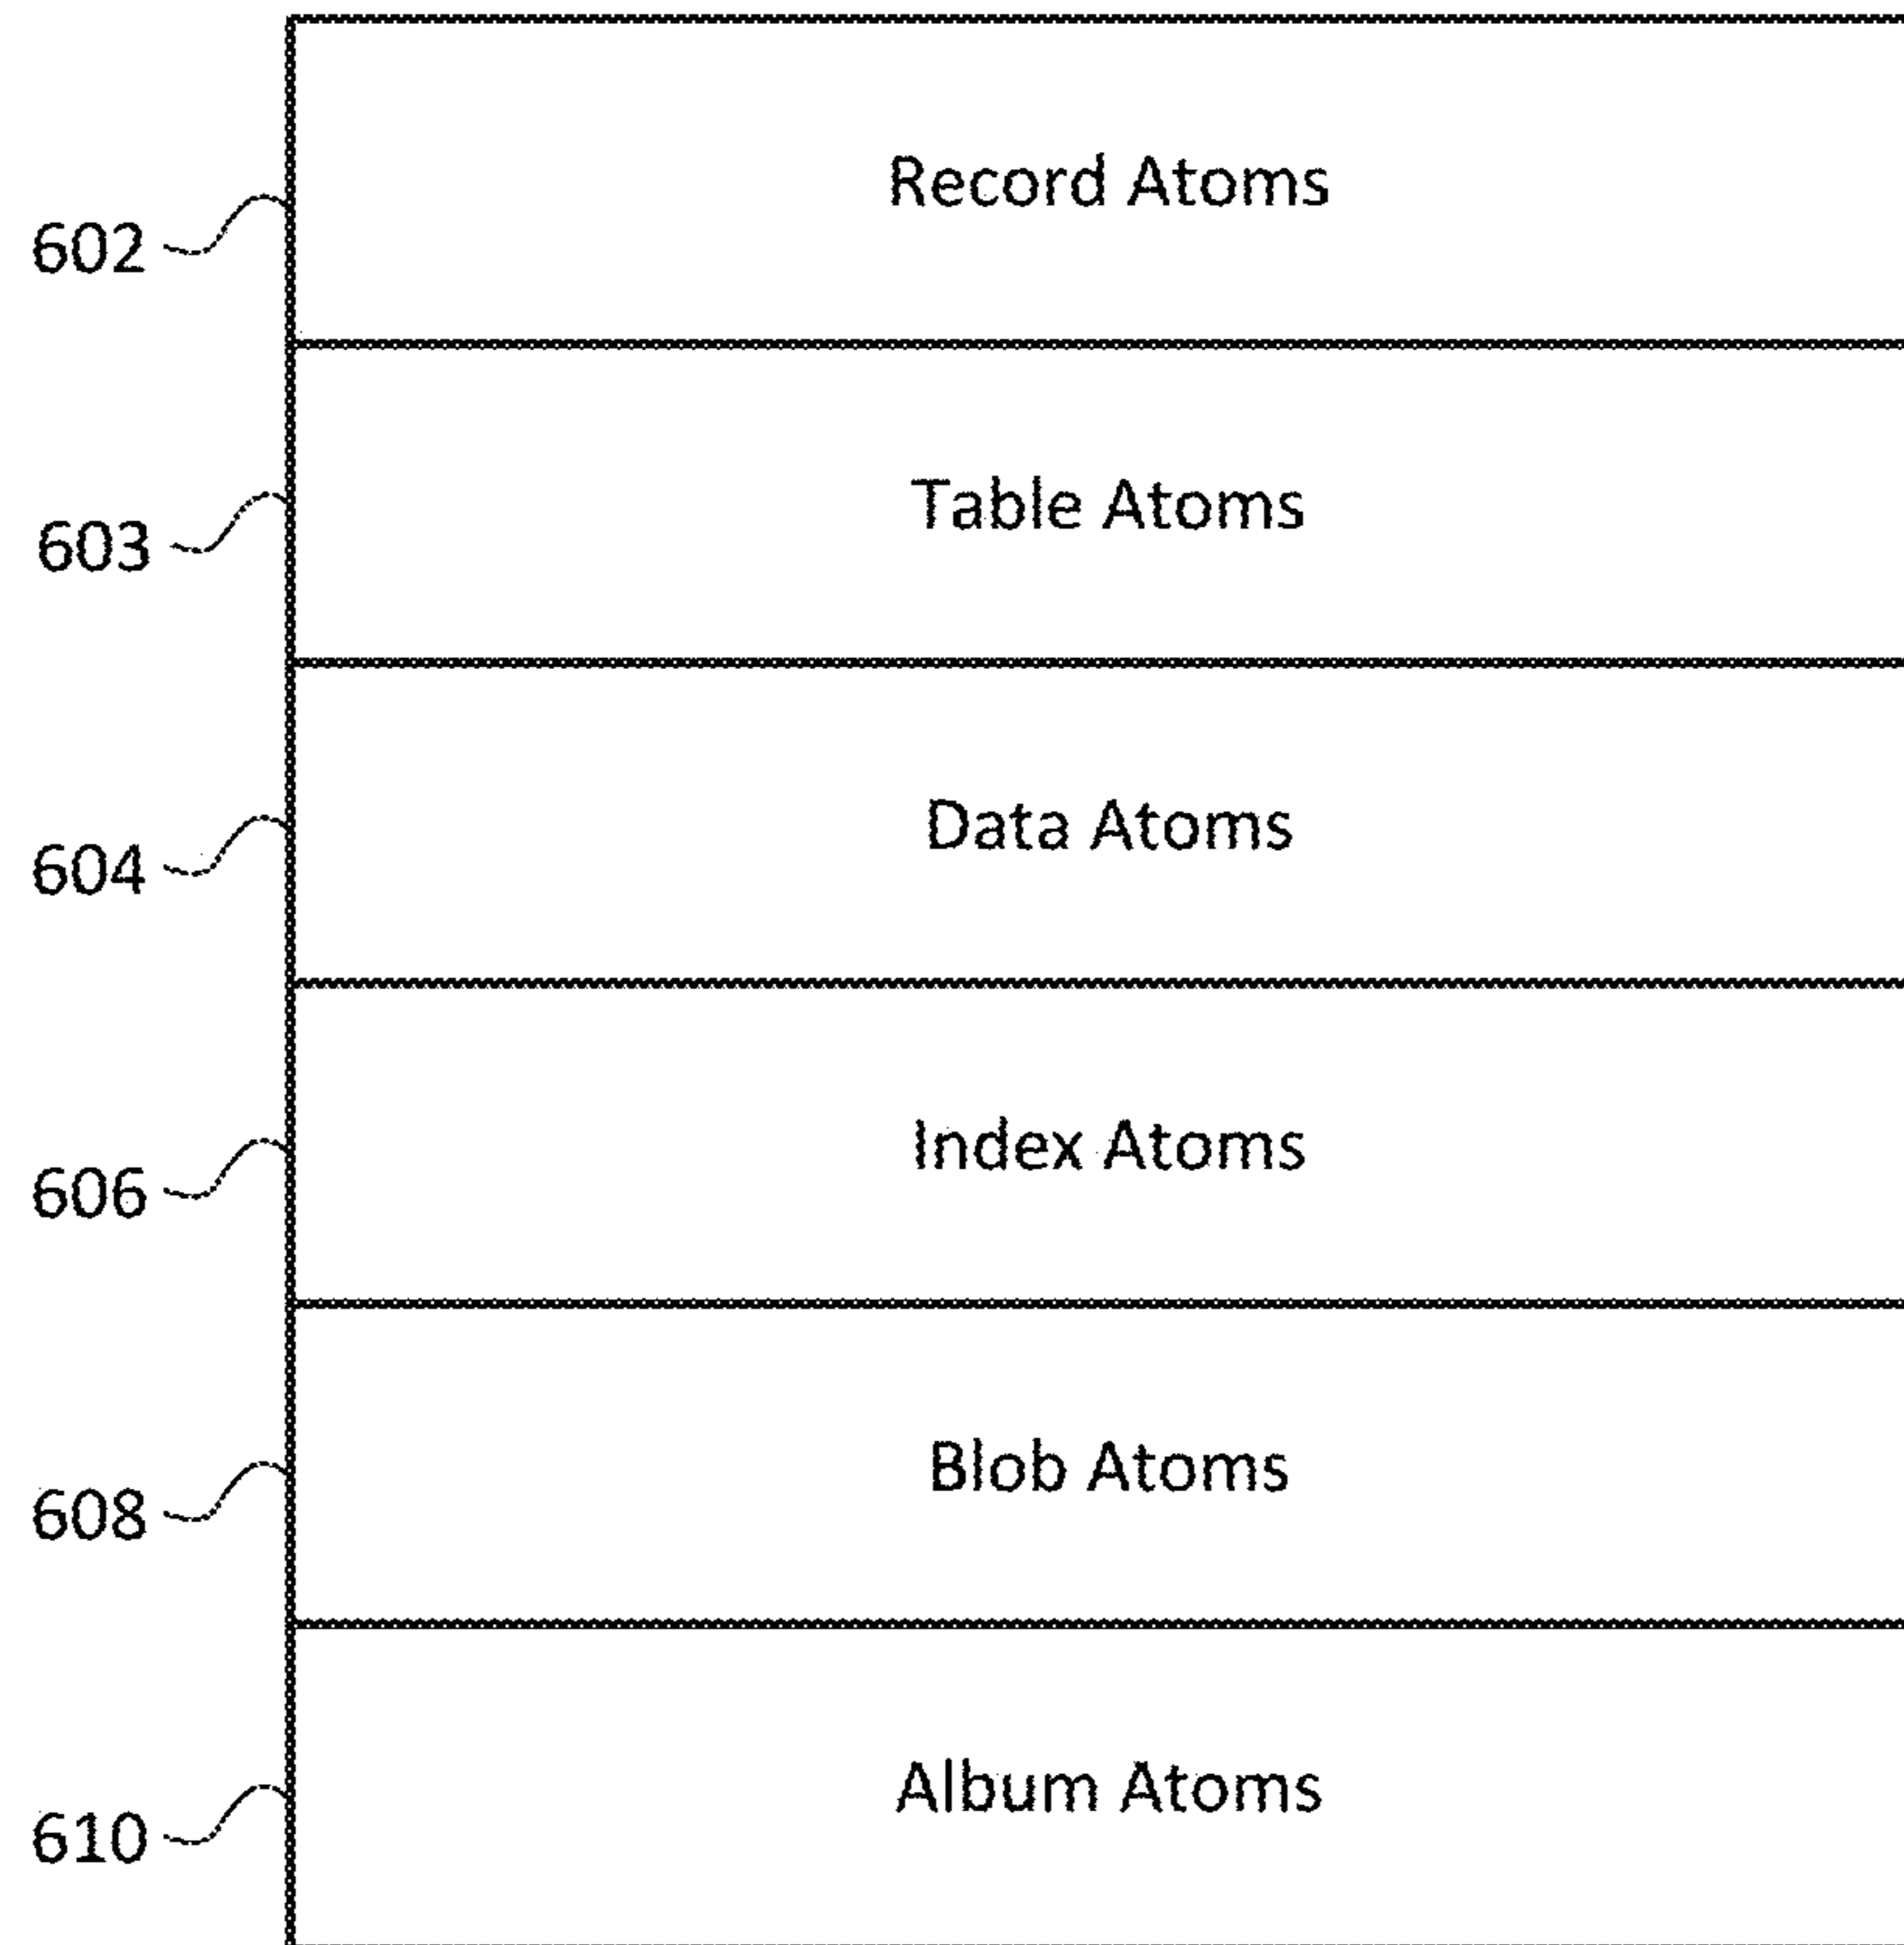 Record Atoms
602
Table Atoms
603
Data Atoms
604
Index Atoms
606
Blob Atoms
608
Album Atoms
610